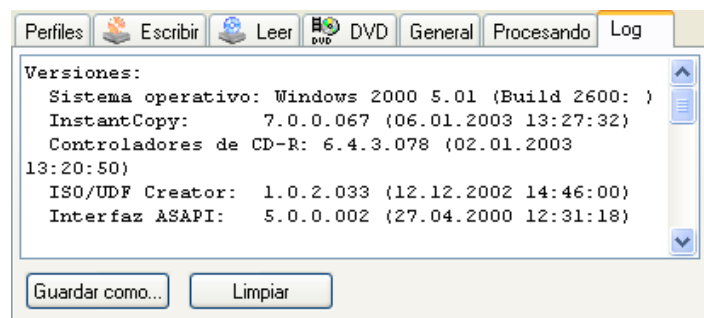 Perfiles Escribir Leer DVD DVD General Procesando Log
Versiones:
Sistema operativo: Windows 2000 5.01 (Build 2600: )
InstantCopy: 7.0.0.067 (06.01.2003 13:27:32)
Controladores de CD-R: 6.4.3.078 (02.01.2003
13:20:50)
ISO/UDF Creator: 1.0.2.033 (12.12.2002 14:46:00)
Interfaz ASAPI: 5.0.0.002 (27.04.2000 12:31:18)
Guardar como... Limpiar